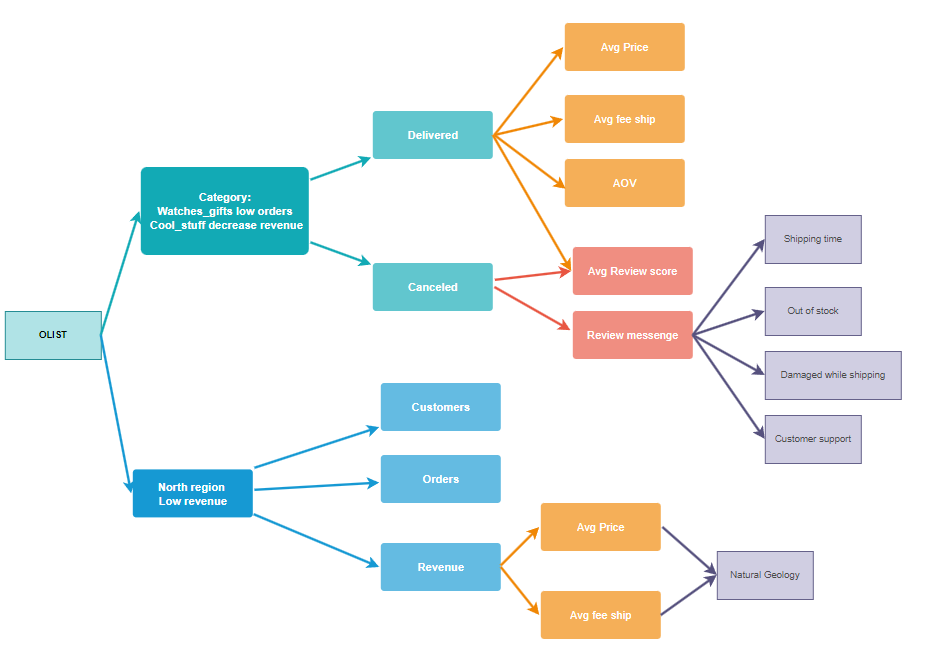 Avg Price
Avg fee ship
Delivered
AOV
Category:
Watches_gifts low orders
Cool_stuff decrease revenue
Shipping time
Avg Review score
Canceled
Out of stock
OLIST
Review messenge
Damaged while shipping
Customers
Customer support
Orders
North region
Low revenue
Avg Price
Revenue
Natural Geology
Avg fee ship